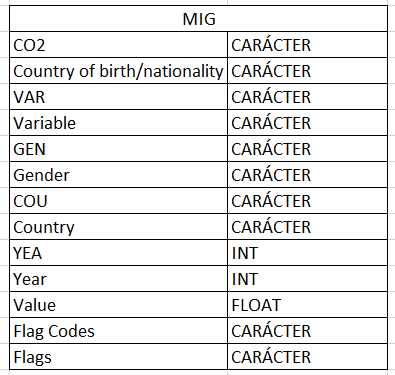 MIG
CO2 CARÁCTER
Country of birth/nationality CARÁCTER
VAR CARÁCTER
Variable CARÁCTER
GEN CARÁCTER
Gender CARÁCTER
COU CARÁCTER
Country CARÁCTER
YEA INT
Year INT
Value FLOAT
Flag Codes CARÁCTER
Flags CARÁCTER